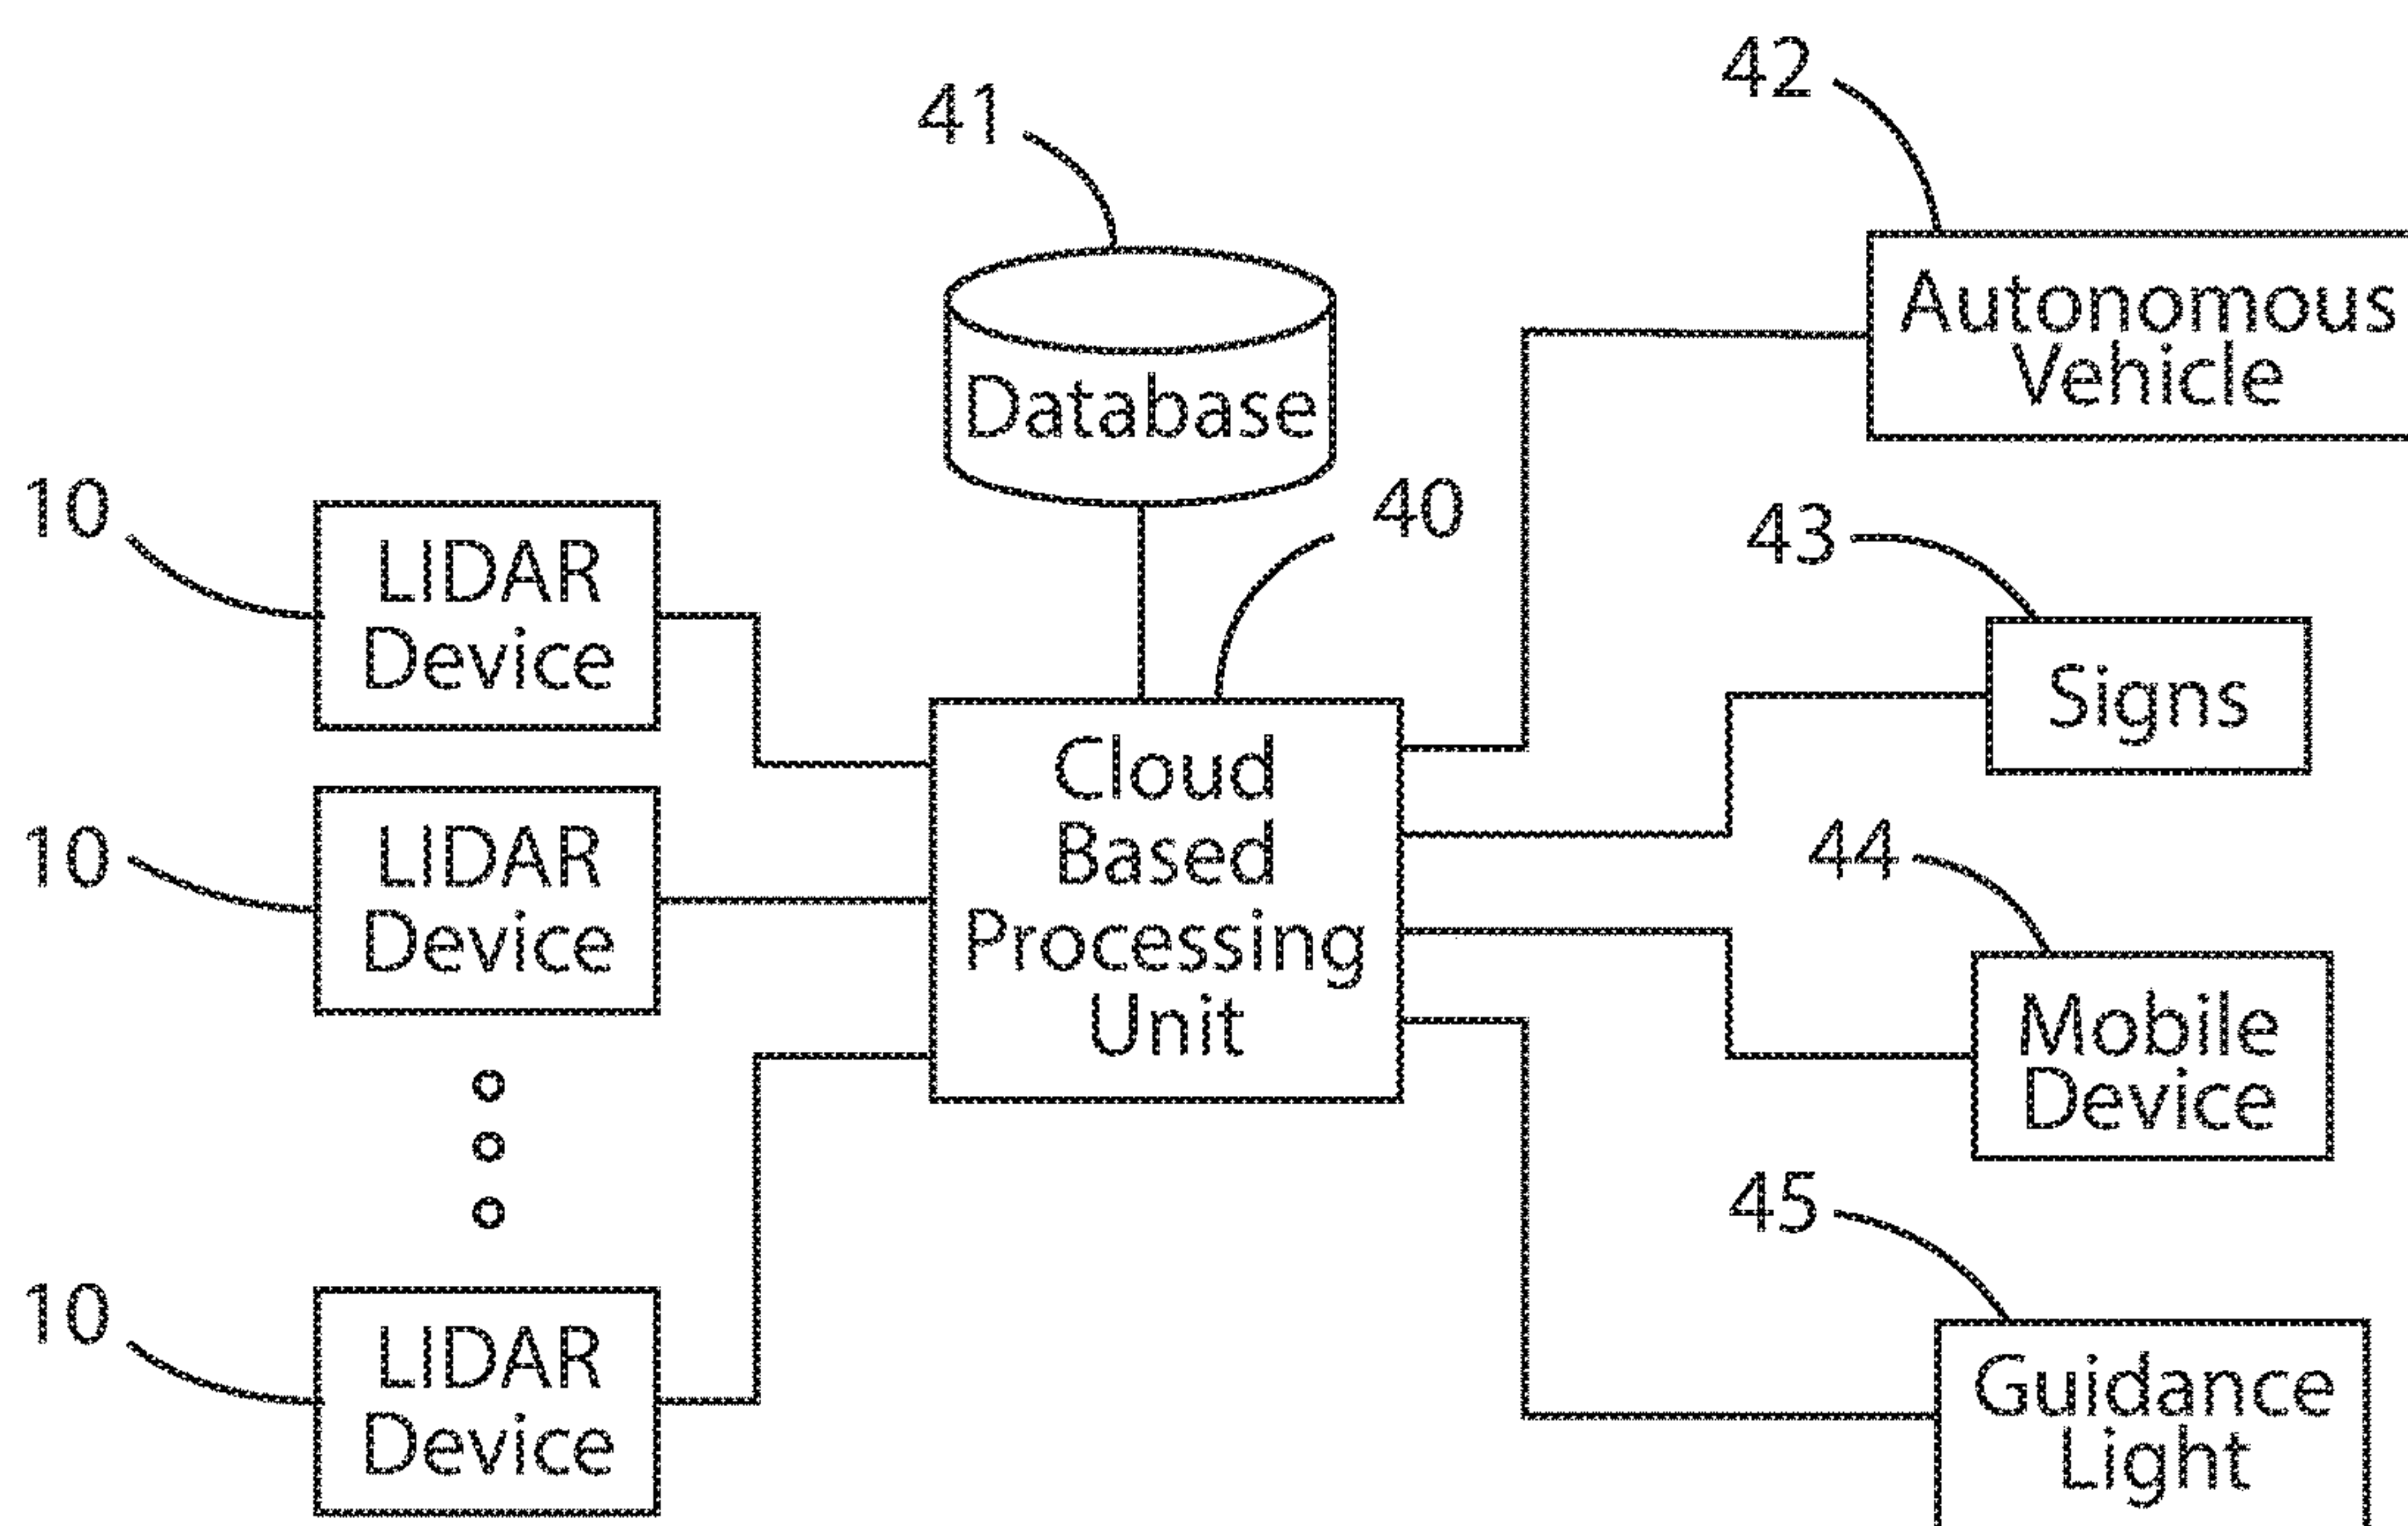 42
41
Autonomous
Vehicle
Database
10
LIDAR
Device
40
43
Signs
Cloud
Based
Processing
Unit
10
LIDAR
Device
44
Mobile
Device
45
10
LIDAR
Device
Guidance
Light